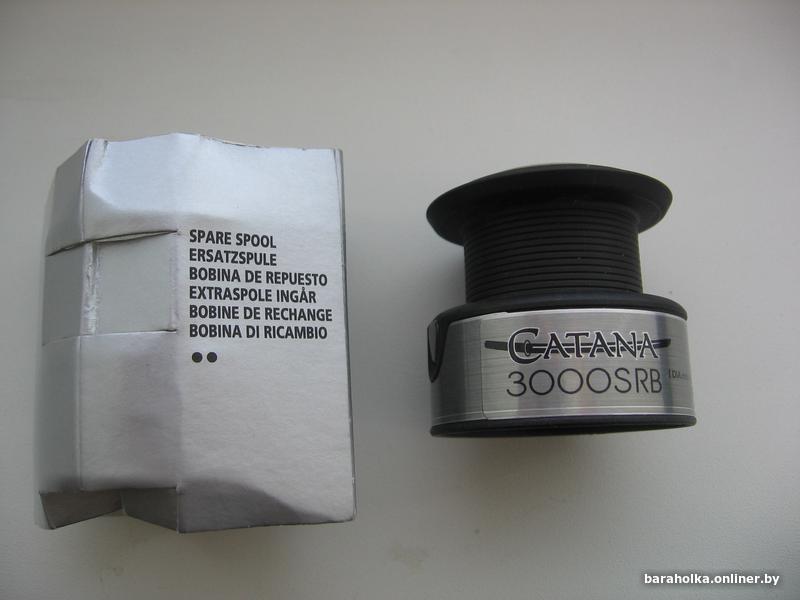 SPARE SPOOL
ERSATZSPULE
BOBINA DE REPUESTO
EXTRASPOLE INGÅR
BOBINE DE RECHANGE
BOBINA DI RICAMBIO
CATANA
3000SRB
baraholka.onliner.by